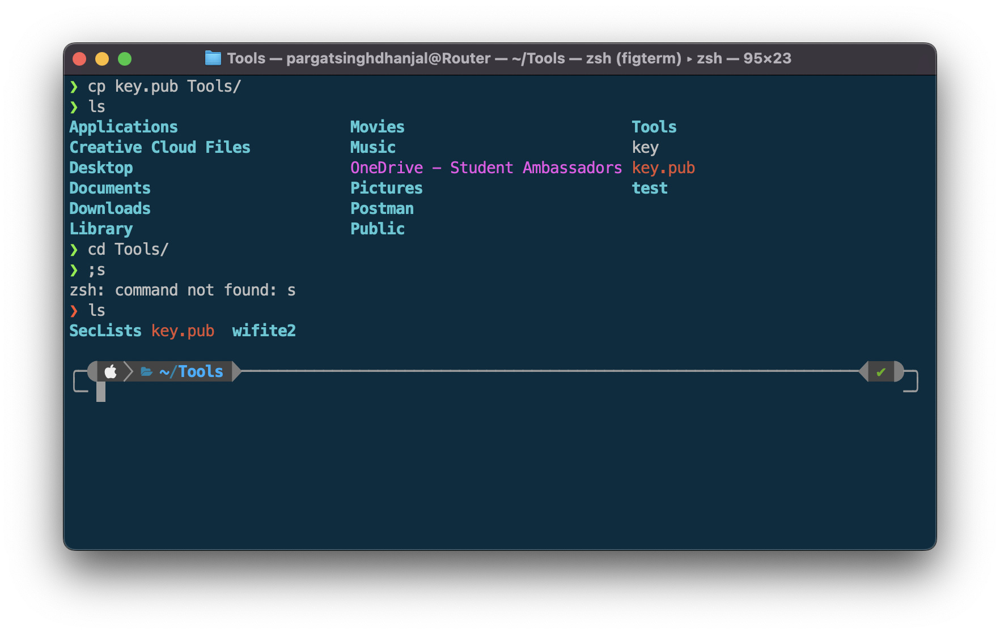 Tools — pargatsinghdhanjal@Router — ~/Tools — zsh (figterm) ▸ zsh — 95×23
❯ cp key.pub Tools/
❯ ls
Applications Movies Tools
Creative Cloud Files Music key
Desktop OneDrive - Student Ambassadors key.pub
Documents Pictures test
Downloads Postman
Library Public
❯ cd Tools/
❯ ;s
zsh: command not found: s
❯ ls
SecLists key.pub wifite2
~/Tools ✔